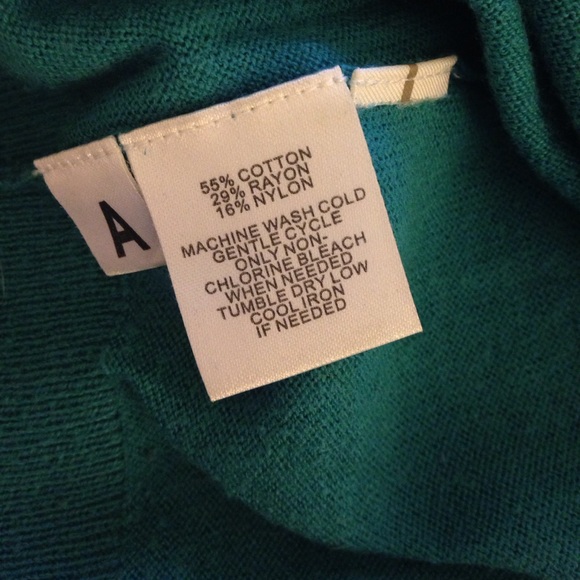 A
55% COTTON
29% RAYON
16% NYLON
MACHINE WASH COLD
GENTLE CYCLE
ONLY NON-
CHLORINE BLEACH
WHEN NEEDED
TUMBLE DRY LOW
COOL IRON
IF NEEDED